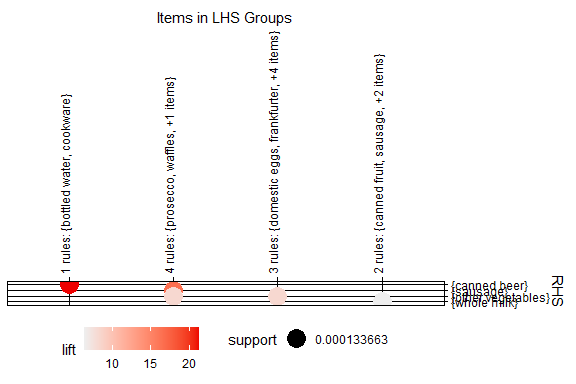 Items in LHS Groups
1 rules: {bottled water, cookware}
4 rules: {prosecco, waffles, +1 items}
3 rules: {domestic eggs, frankfurter, +4 items}
2 rules: {canned fruit, sausage, +2 items}
{canned beer}
{sausage}
{other vegetables}
{whole milk}
RHS
lift
10 15 20
support
0.000133663